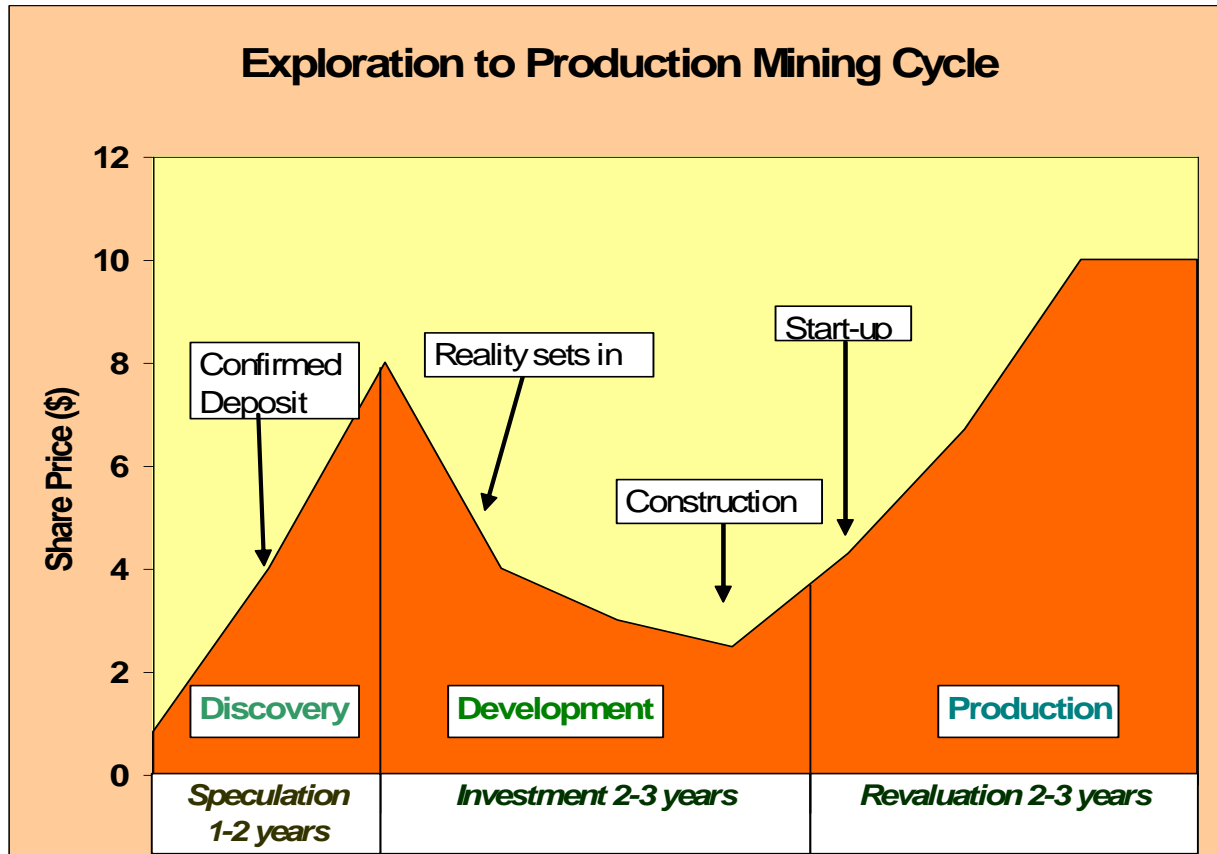 Exploration to Production Mining Cycle
12
10
8
6
4
2
0
Share Price ($)
Confirmed
Deposit
Reality sets in
Construction
Start-up
Discovery
Development
Production
Speculation
1-2 years
Investment 2-3 years
Revaluation 2-3 years